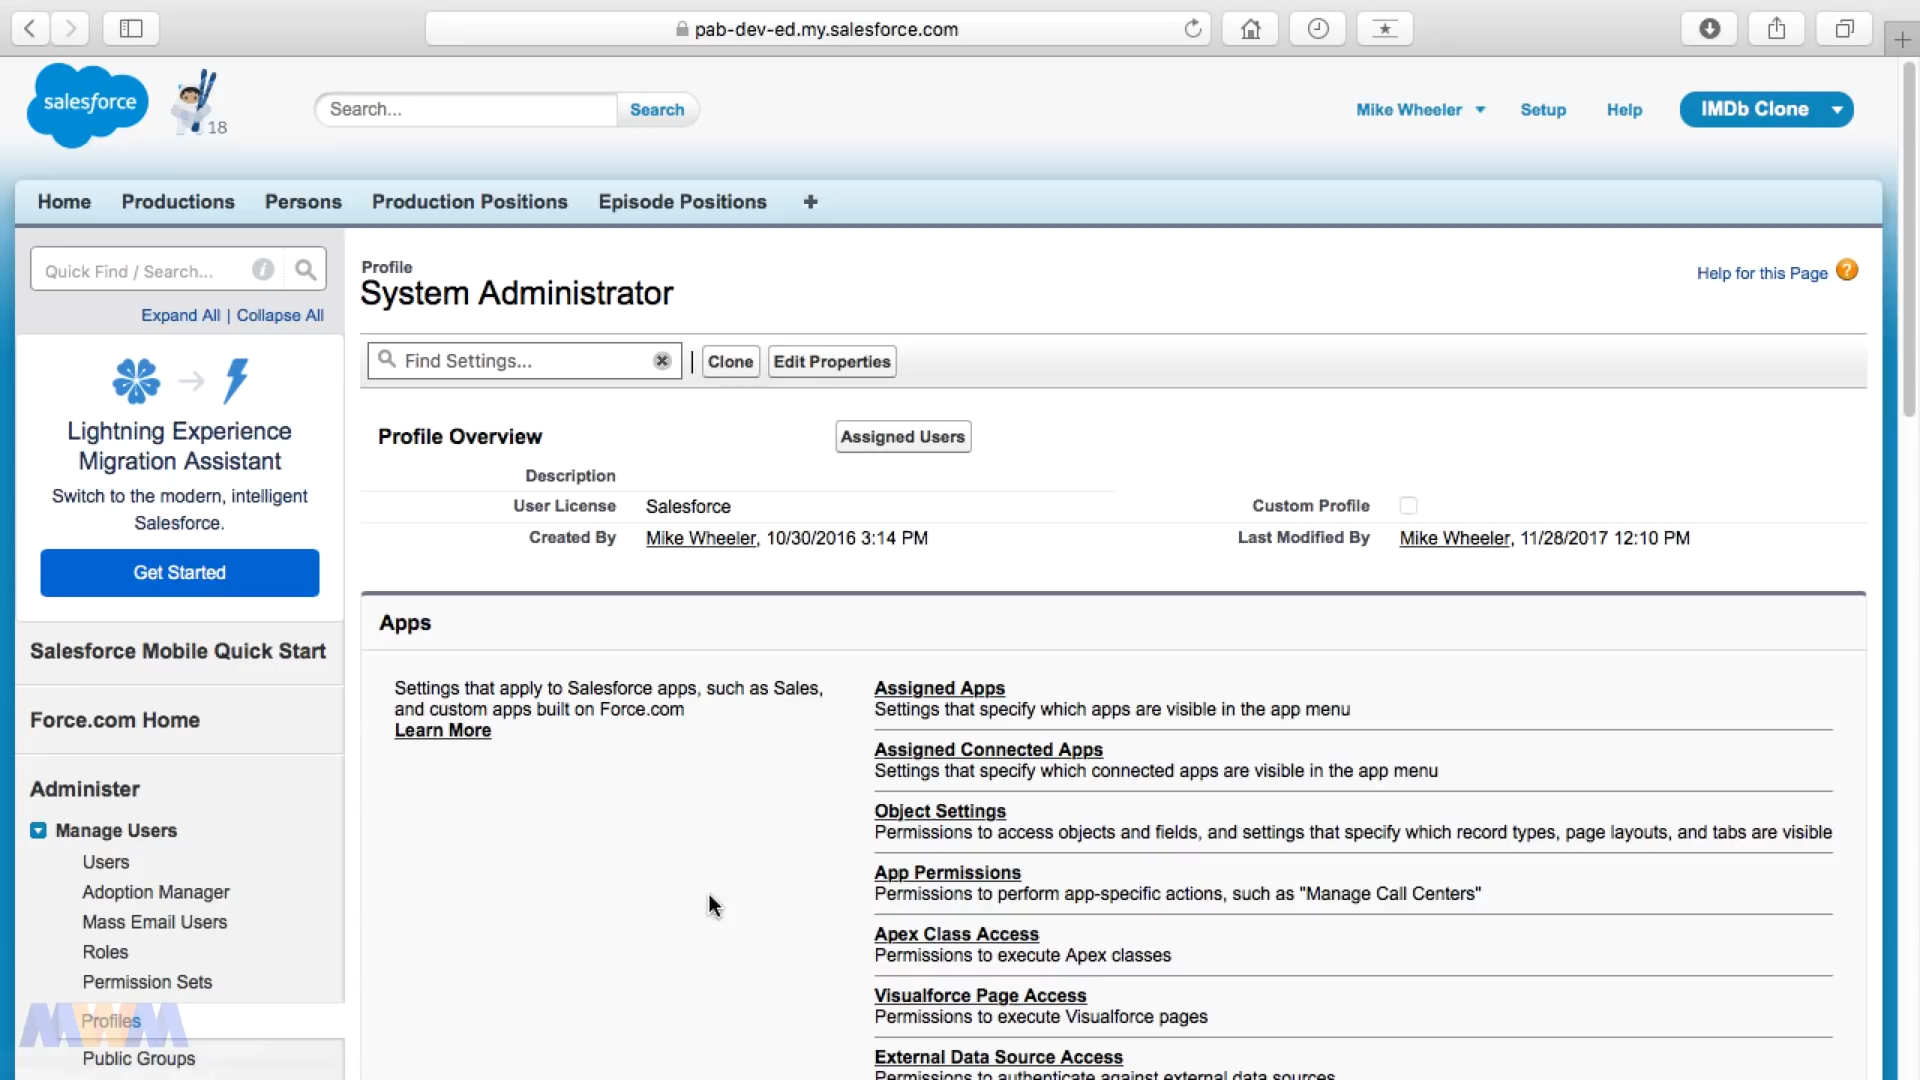 pab-dev-ed.my.salesforce.com
salesforce
18
Search...
Search
Mike Wheeler
Setup
Help
IMDb Clone
Home
Productions
Persons
Production Positions
Episode Positions
+
Quick Find / Search...
Expand All | Collapse All
Lightning Experience
Migration Assistant
Switch to the modern, intelligent
Salesforce.
Get Started
Salesforce Mobile Quick Start
Force.com Home
Administer
Manage Users
Users
Adoption Manager
Mass Email Users
Roles
Permission Sets
MWM
Profiles
Public Groups
Profile
System Administrator
Help for this Page ?
Find Settings...
Clone
Edit Properties
Profile Overview
Assigned Users
Description
User License Salesforce
Custom Profile
Created By Mike Wheeler, 10/30/2016 3:14 PM
Last Modified By Mike Wheeler, 11/28/2017 12:10 PM
Apps
Settings that apply to Salesforce apps, such as Sales,
and custom apps built on Force.com
Learn More
Assigned Apps
Settings that specify which apps are visible in the app menu
Assigned Connected Apps
Settings that specify which connected apps are visible in the app menu
Object Settings
Permissions to access objects and fields, and settings that specify which record types, page layouts, and tabs are visible
App Permissions
Permissions to perform app-specific actions, such as "Manage Call Centers"
Apex Class Access
Permissions to execute Apex classes
Visualforce Page Access
Permissions to execute Visualforce pages
External Data Source Access
Permissions to authenticate against external data sources